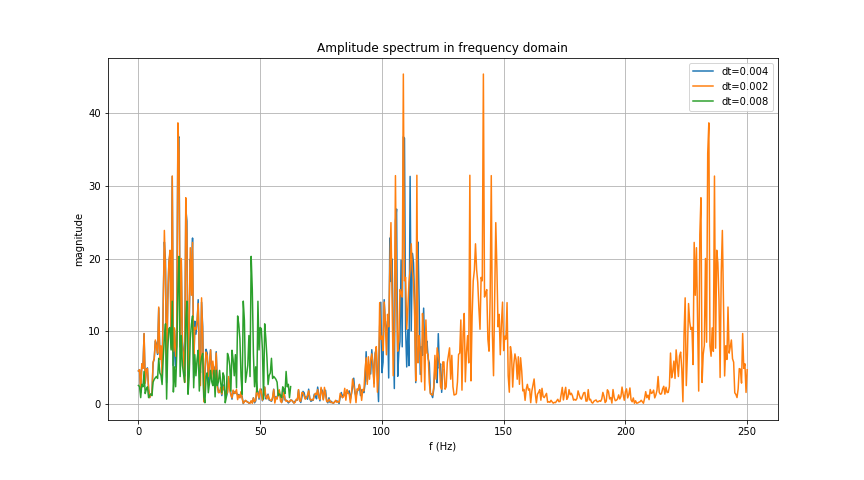 Amplitude spectrum in frequency domain
dt=0.004
dt=0.002
dt=0.008
magnitude
40
30
20
10
0
0 50 100 150 200 250
f (Hz)